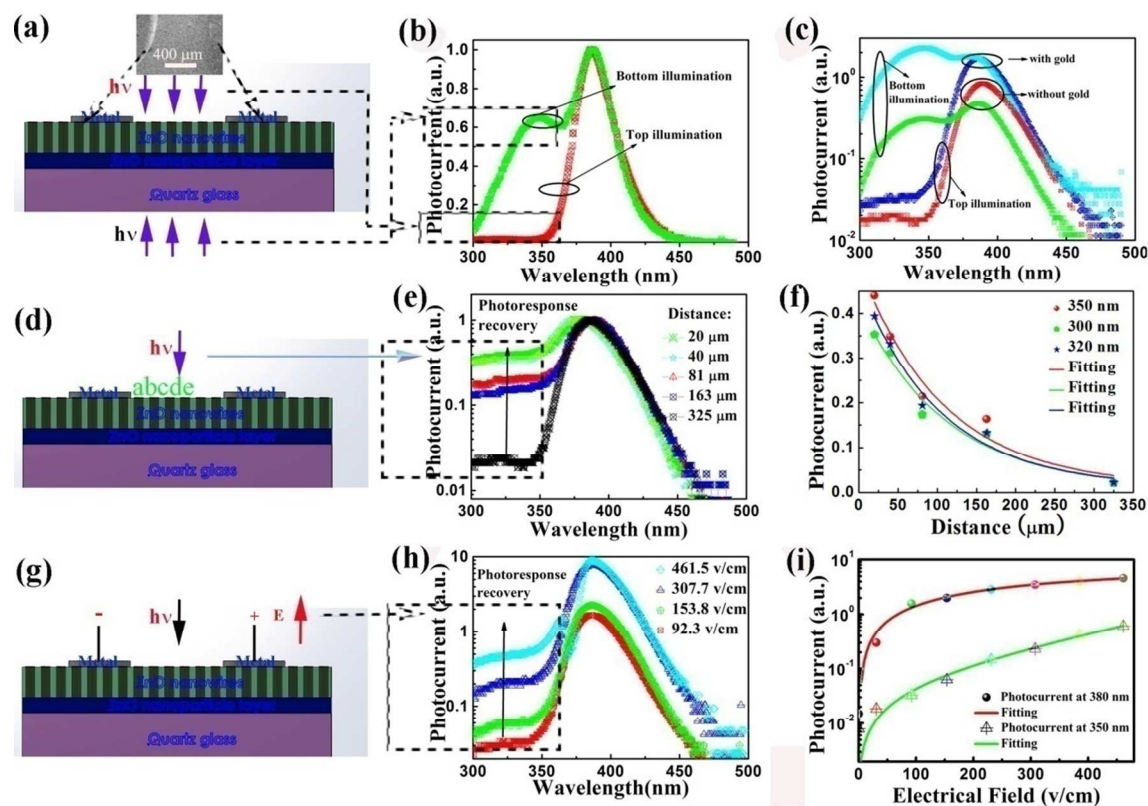 (a)
400 μm
hν
Metal
Metal
ZnO nanowires
ZnO nanoparticle layer
Quartz glass
hν
(b)
Photocurrent (a.u.)
1.0
0.8
0.6
0.4
0.2
Bottom illumination
Top illumination
300 350 400 450 500
Wavelength (nm)
(c)
Photocurrent (a.u.)
10^0
10^-1
10^-2
Bottom
illumination
with gold
without gold
Top illumination
300 350 400 450 500
Wavelength (nm)
(d)
hν
abcde
Metal
Metal
ZnO nanowires
ZnO nanoparticle layer
Quartz glass
(e)
Photocurrent (a.u.)
1
0.1
0.01
Photoresponse
recovery
Distance:
20 μm
40 μm
81 μm
163 μm
325 μm
300 350 400 450 500
Wavelength (nm)
(f)
Photocurrent (a.u.)
0.4
0.3
0.2
0.1
0.0
350 nm
300 nm
320 nm
Fitting
Fitting
Fitting
0 50 100 150 200 250 300 350
Distance (μm)
(g)
-
hν
+
E
Metal
Metal
ZnO nanowires
ZnO nanoparticle layer
Quartz glass
(h)
Photocurrent (a.u.)
10
1
0.1
Photoresponse
recovery
461.5 v/cm
307.7 v/cm
153.8 v/cm
92.3 v/cm
300 350 400 450 500
Wavelength(nm)
(i)
Photocurrent (a.u.)
10^1
10^0
10^-1
10^-2
Photocurrent at 380 nm
Fitting
Photocurrent at 350 nm
Fitting
0 100 200 300 400
Electrical Field (v/cm)